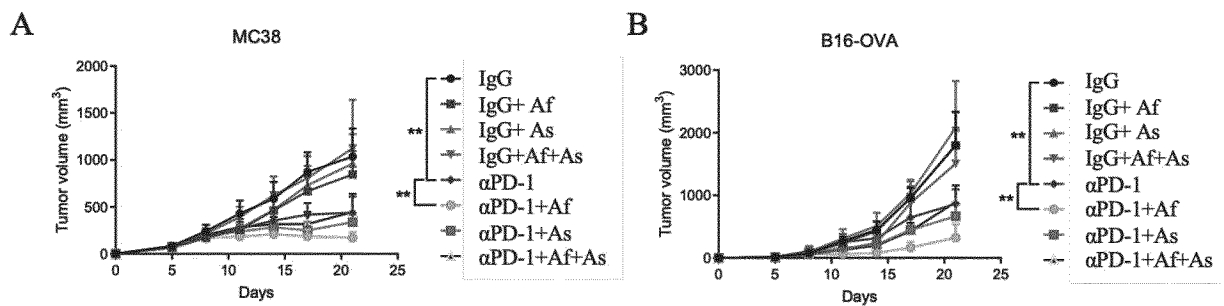 A
MC38
Tumor volume (mm³)
2000
1500
1000
500
0
0 5 10 15 20 25
Days
**
**
IgG
IgG+ Af
IgG+ As
IgG+Af+As
αPD-1
αPD-1+Af
αPD-1+As
αPD-1+Af+As
B
B16-OVA
Tumor volume (mm³)
3000
2000
1000
0
0 5 10 15 20 25
Days
**
**
IgG
IgG+ Af
IgG+ As
IgG+Af+As
αPD-1
αPD-1+Af
αPD-1+As
αPD-1+Af+As